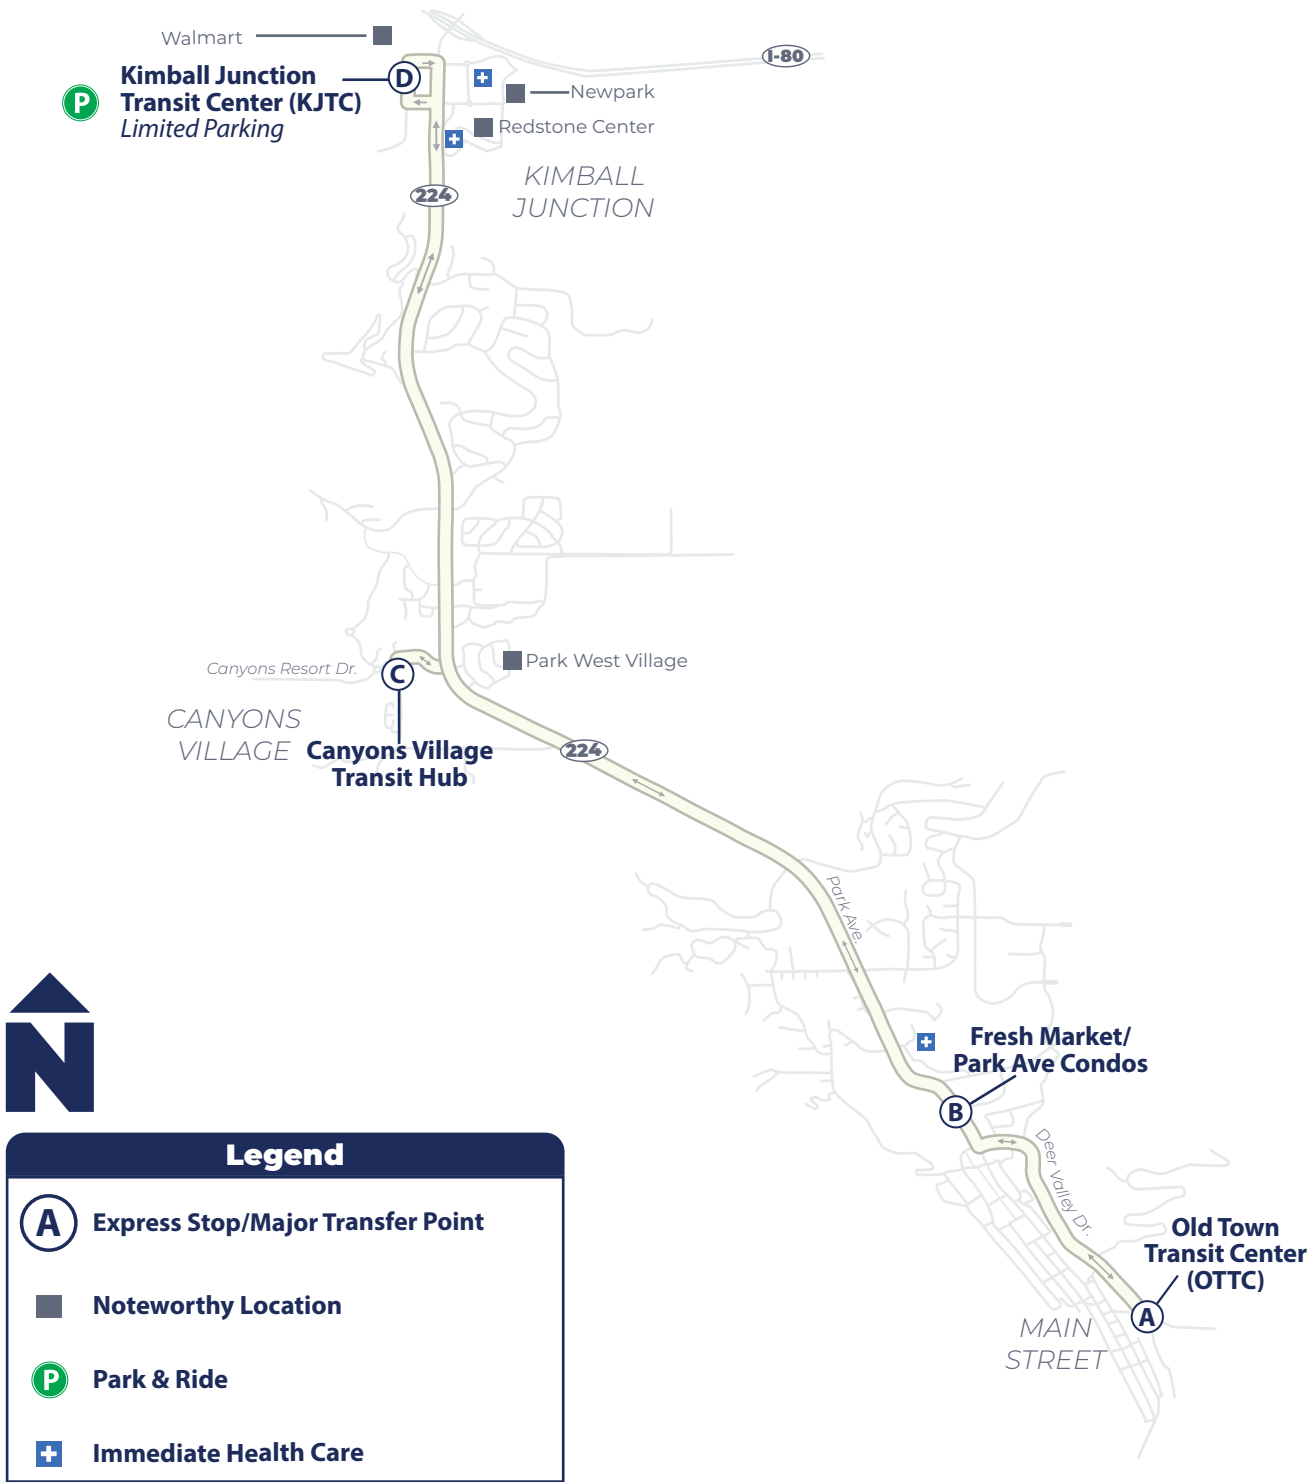 Walmart
I-80
Kimball Junction
Transit Center (KJTC)
Limited Parking
P
D
Newpark
Redstone Center
KIMBALL
JUNCTION
224
Park West Village
Canyons Resort Dr.
C
CANYONS
VILLAGE
Canyons Village
Transit Hub
224
Park Ave.
Fresh Market/
Park Ave Condos
B
Deer Valley Dr.
Old Town
Transit Center
(OTTC)
A
MAIN
STREET
N
Legend
A Express Stop/Major Transfer Point
Noteworthy Location
P Park & Ride
Immediate Health Care